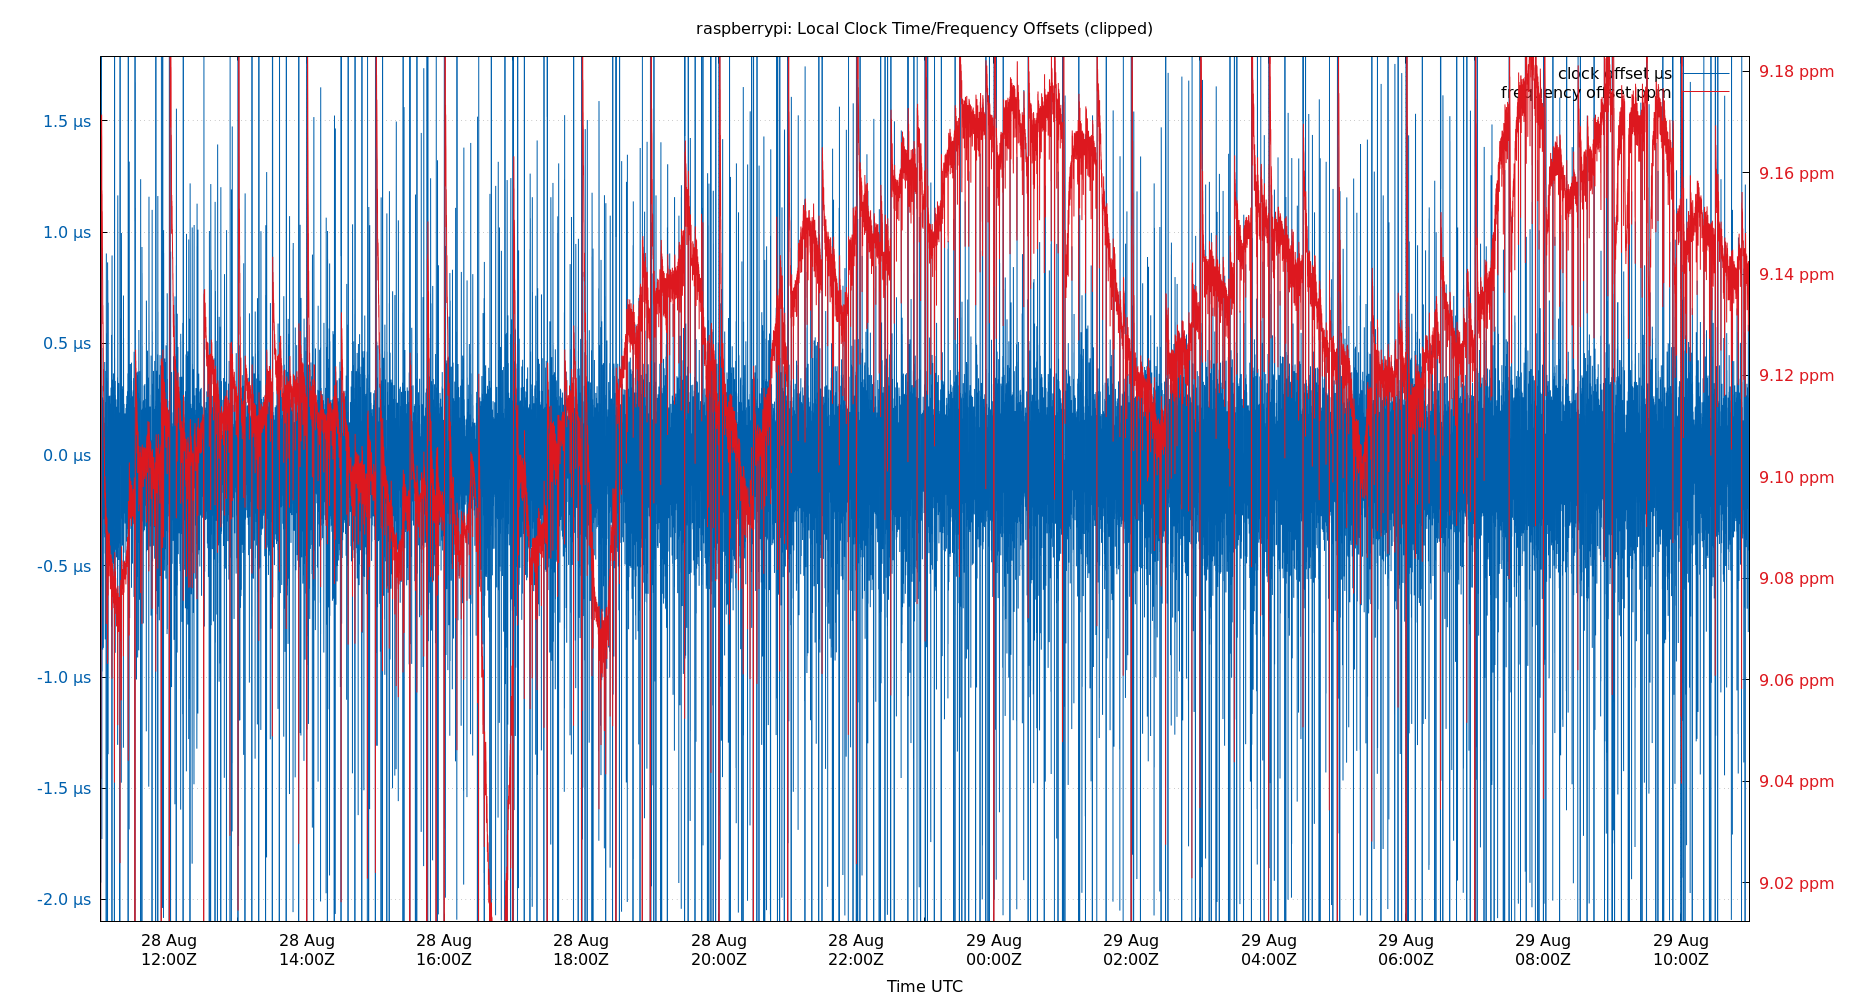 raspberrypi: Local Clock Time/Frequency Offsets (clipped)
clock offset µs
frequency offset ppm
1.5 µs
1.0 µs
0.5 µs
0.0 µs
-0.5 µs
-1.0 µs
-1.5 µs
-2.0 µs
9.18 ppm
9.16 ppm
9.14 ppm
9.12 ppm
9.10 ppm
9.08 ppm
9.06 ppm
9.04 ppm
9.02 ppm
28 Aug 28 Aug 28 Aug 28 Aug 28 Aug 28 Aug 29 Aug 29 Aug 29 Aug 29 Aug 29 Aug 29 Aug
12:00Z 14:00Z 16:00Z 18:00Z 20:00Z 22:00Z 00:00Z 02:00Z 04:00Z 06:00Z 08:00Z 10:00Z
Time UTC